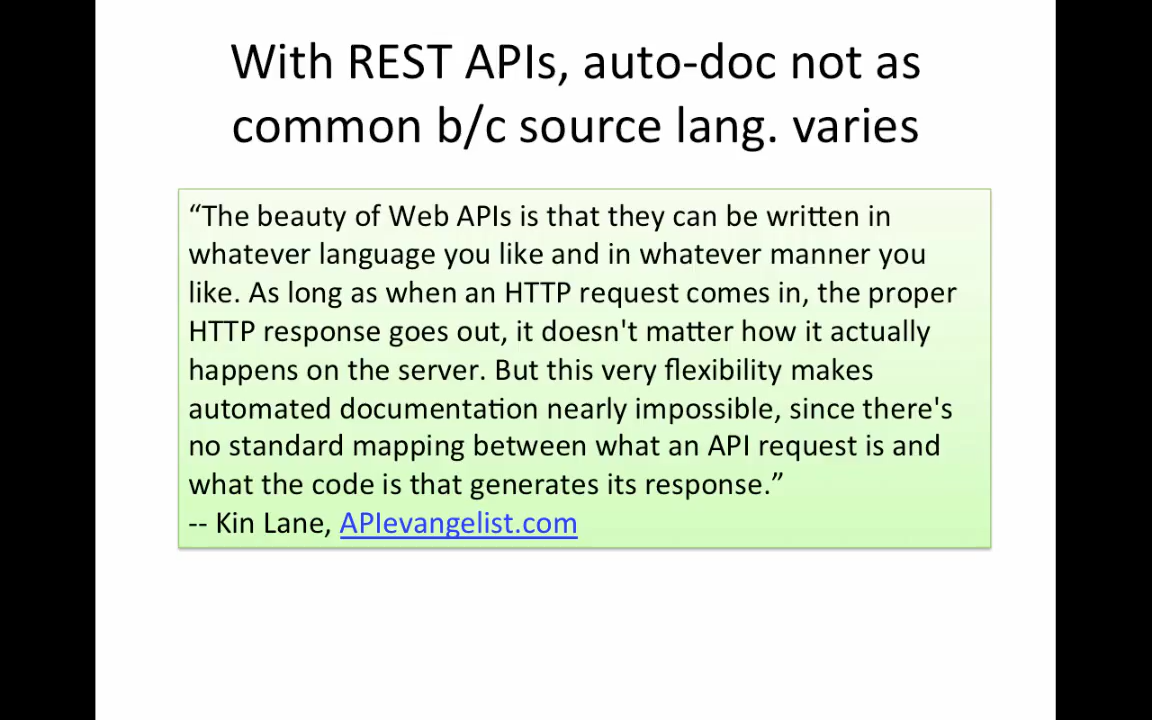 With REST APIs, auto-doc not as
common b/c source lang. varies
“The beauty of Web APIs is that they can be written in
whatever language you like and in whatever manner you
like. As long as when an HTTP request comes in, the proper
HTTP response goes out, it doesn't matter how it actually
happens on the server. But this very flexibility makes
automated documentation nearly impossible, since there's
no standard mapping between what an API request is and
what the code is that generates its response.”
-- Kin Lane, APIevangelist.com